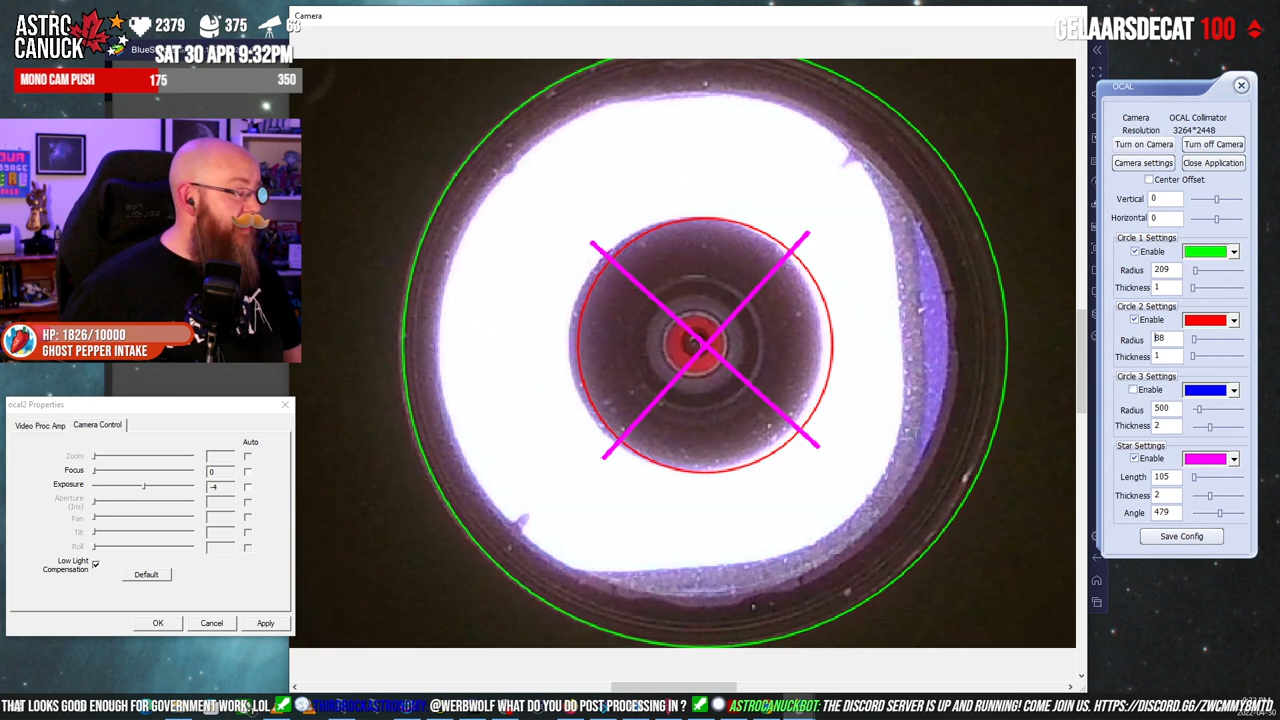 ASTRO
CANUCK
2379
375
63
BlueS
SAT 30 APR 9:32PM
MONO CAM PUSH 175 350
HP: 1826/10000
GHOST PEPPER INTAKE
ocal2 Properties
Video Proc Amp Camera Control
Auto
Zoom
Focus 0
Exposure -4
Aperture
(Iris)
Pan
Tilt
Roll
Low Light
Compensation
Default
OK Cancel Apply
Camera
GELAARSDECAT 100
OCAL
Camera OCAL Collimator
Resolution 3264*2448
Turn on Camera Turn off Camera
Camera settings Close Application
Center Offset
Vertical 0
Horizontal 0
Circle 1 Settings
Enable
Radius 209
Thickness 1
Circle 2 Settings
Enable
Radius 88
Thickness 1
Circle 3 Settings
Enable
Radius 500
Thickness 2
Star Settings
Enable
Length 105
Thickness 2
Angle 479
Save Config
THAT LOOKS GOOD ENOUGH FOR GOVERNMENT WORK. LOL THIRDROCKASTRONOMY @WERBWOLF WHAT DO YOU DO POST PROCESSING IN ? ASTROCANUCKBOT: THE DISCORD SERVER IS UP AND RUNNING! COME JOIN US. HTTPS://DISCORD.GG/ZWCMMY8MTD